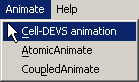 Animate Help
Cell-DEVS animation
AtomicAnimate
CoupledAnimate